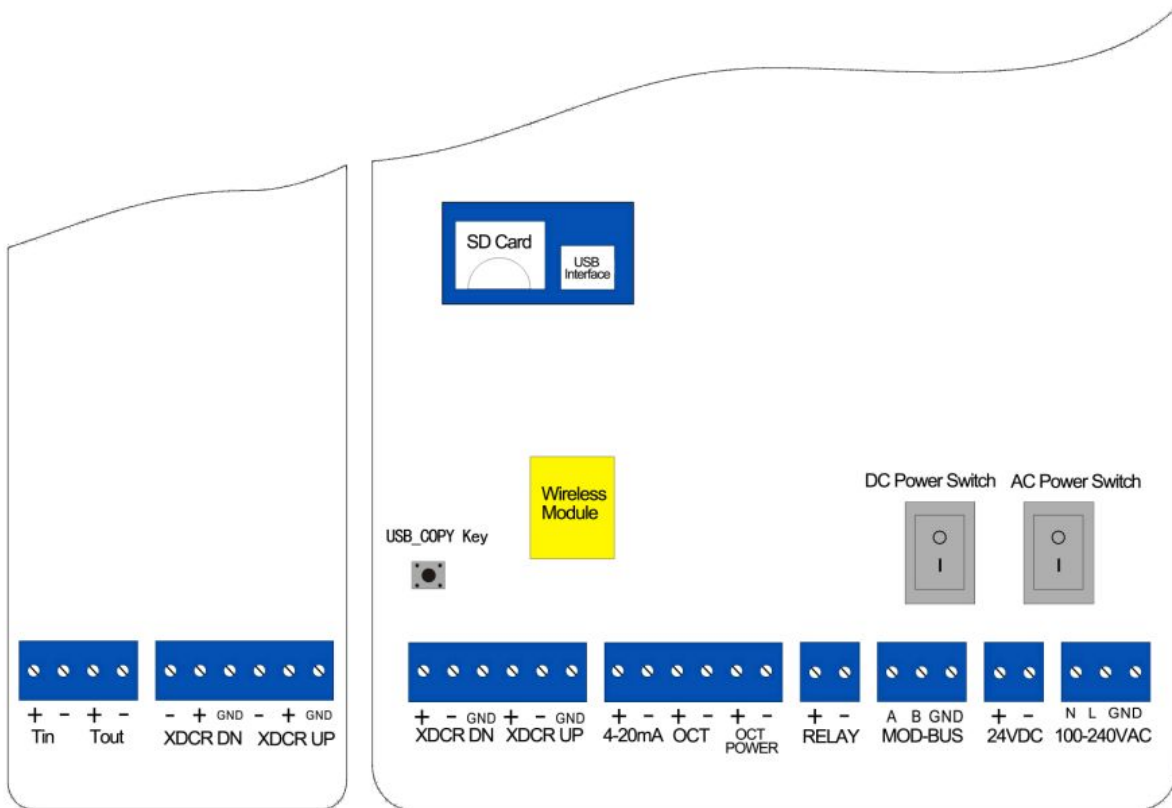 SD Card
USB
Interface
Wireless
Module
DC Power Switch
AC Power Switch
USB_COPY Key
+ - + -
Tin Tout
- + GND - + GND
XDCR DN XDCR UP
+ - GND + - GND
XDCR DN XDCR UP
+ - + - + -
4-20mA OCT OCT
POWER
+ -
RELAY
A B GND
MOD-BUS
+ -
24VDC
N L GND
100-240VAC